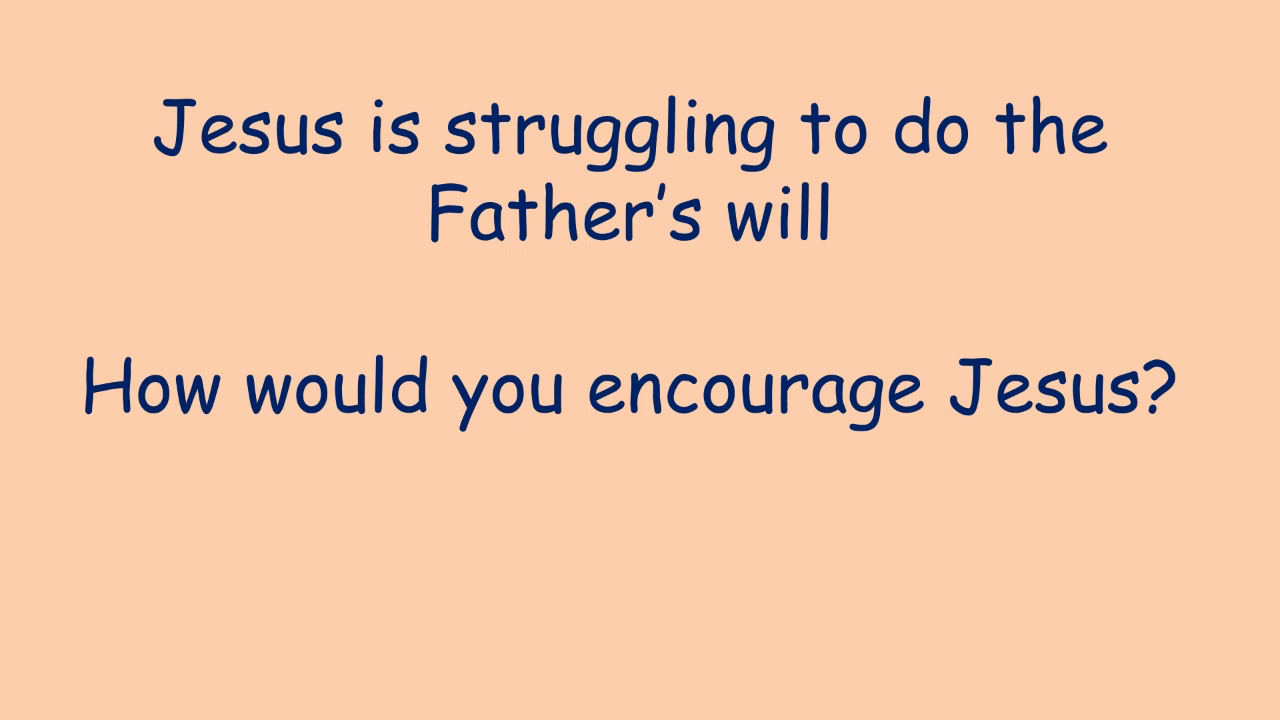 Jesus is struggling to do the
Father’s will
How would you encourage Jesus?